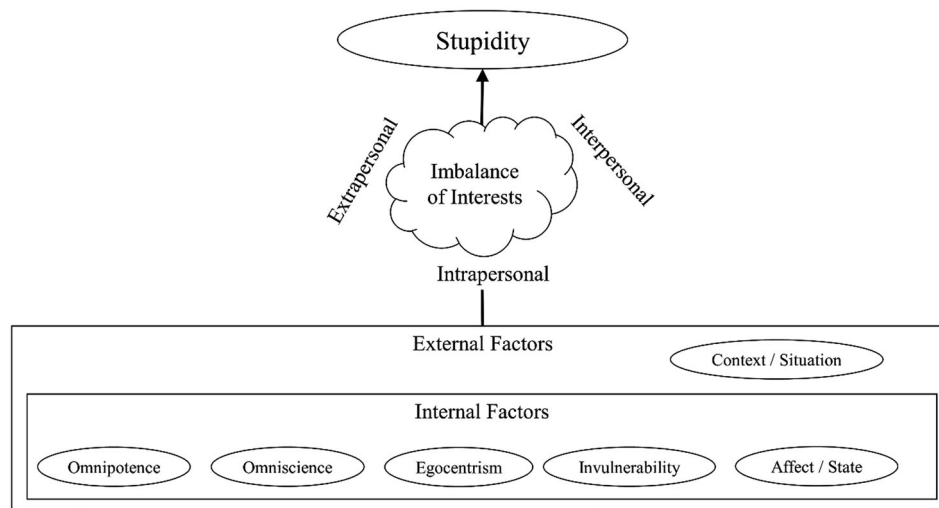 Stupidity
Extrapersonal
Interpersonal
Imbalance
of Interests
Intrapersonal
External Factors
Context / Situation
Internal Factors
Omnipotence
Omniscience
Egocentrism
Invulnerability
Affect / State